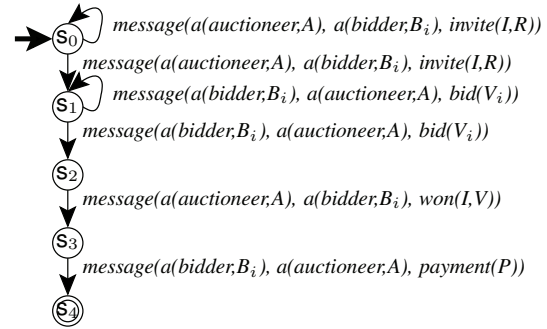 s₀ message(a(auctioneer,A), a(bidder,Bᵢ), invite(I,R))
message(a(auctioneer,A), a(bidder,Bᵢ), invite(I,R))
s₁ message(a(bidder,Bᵢ), a(auctioneer,A), bid(Vᵢ))
message(a(bidder,Bᵢ), a(auctioneer,A), bid(Vᵢ))
s₂
message(a(auctioneer,A), a(bidder,Bᵢ), won(I,V))
s₃
message(a(bidder,Bᵢ), a(auctioneer,A), payment(P))
s₄